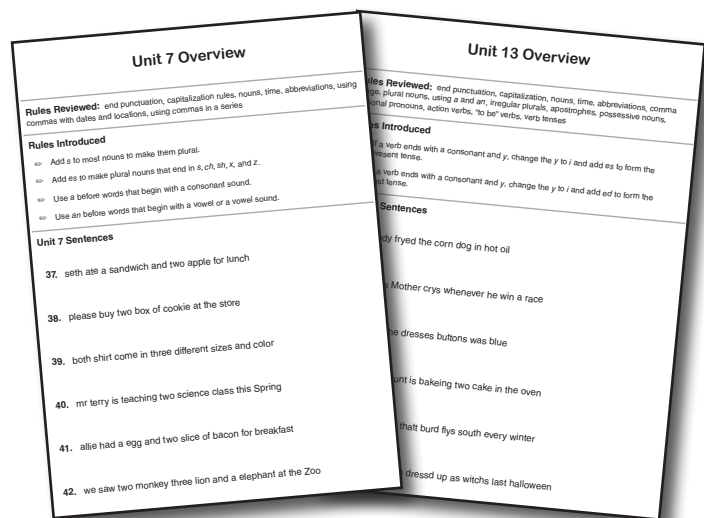 Unit 7 Overview
Rules Reviewed: end punctuation, capitalization rules, nouns, time, abbreviations, using
commas with dates and locations, using commas in a series
Rules Introduced
Add s to most nouns to make them plural.
Add es to make plural nouns that end in s, ch, sh, x, and z.
Use a before words that begin with a consonant sound.
Use an before words that begin with a vowel or a vowel sound.
Unit 7 Sentences
37. seth ate a sandwich and two apple for lunch
38. please buy two box of cookie at the store
39. both shirt come in three different sizes and color
40. mr terry is teaching two science class this Spring
41. allie had a egg and two slice of bacon for breakfast
42. we saw two monkey three lion and a elephant at the Zoo
Unit 13 Overview
Reviewed: end punctuation, capitalization, nouns, time, abbreviations, comma
plural nouns, using a and an, irregular plurals, apostrophes, possessive nouns,
pronouns, action verbs, "to be" verbs, verb tenses
Introduced
a verb ends with a consonant and y, change the y to i and add es to form the
tense.
a verb ends with a consonant and y, change the y to i and add ed to form the
tense.
Sentences
fryed the corn dog in hot oil
Mother crys whenever he win a race
dresses buttons was blue
is bakeing two cake in the oven
thatt burd flys south every winter
dressd up as witchs last halloween